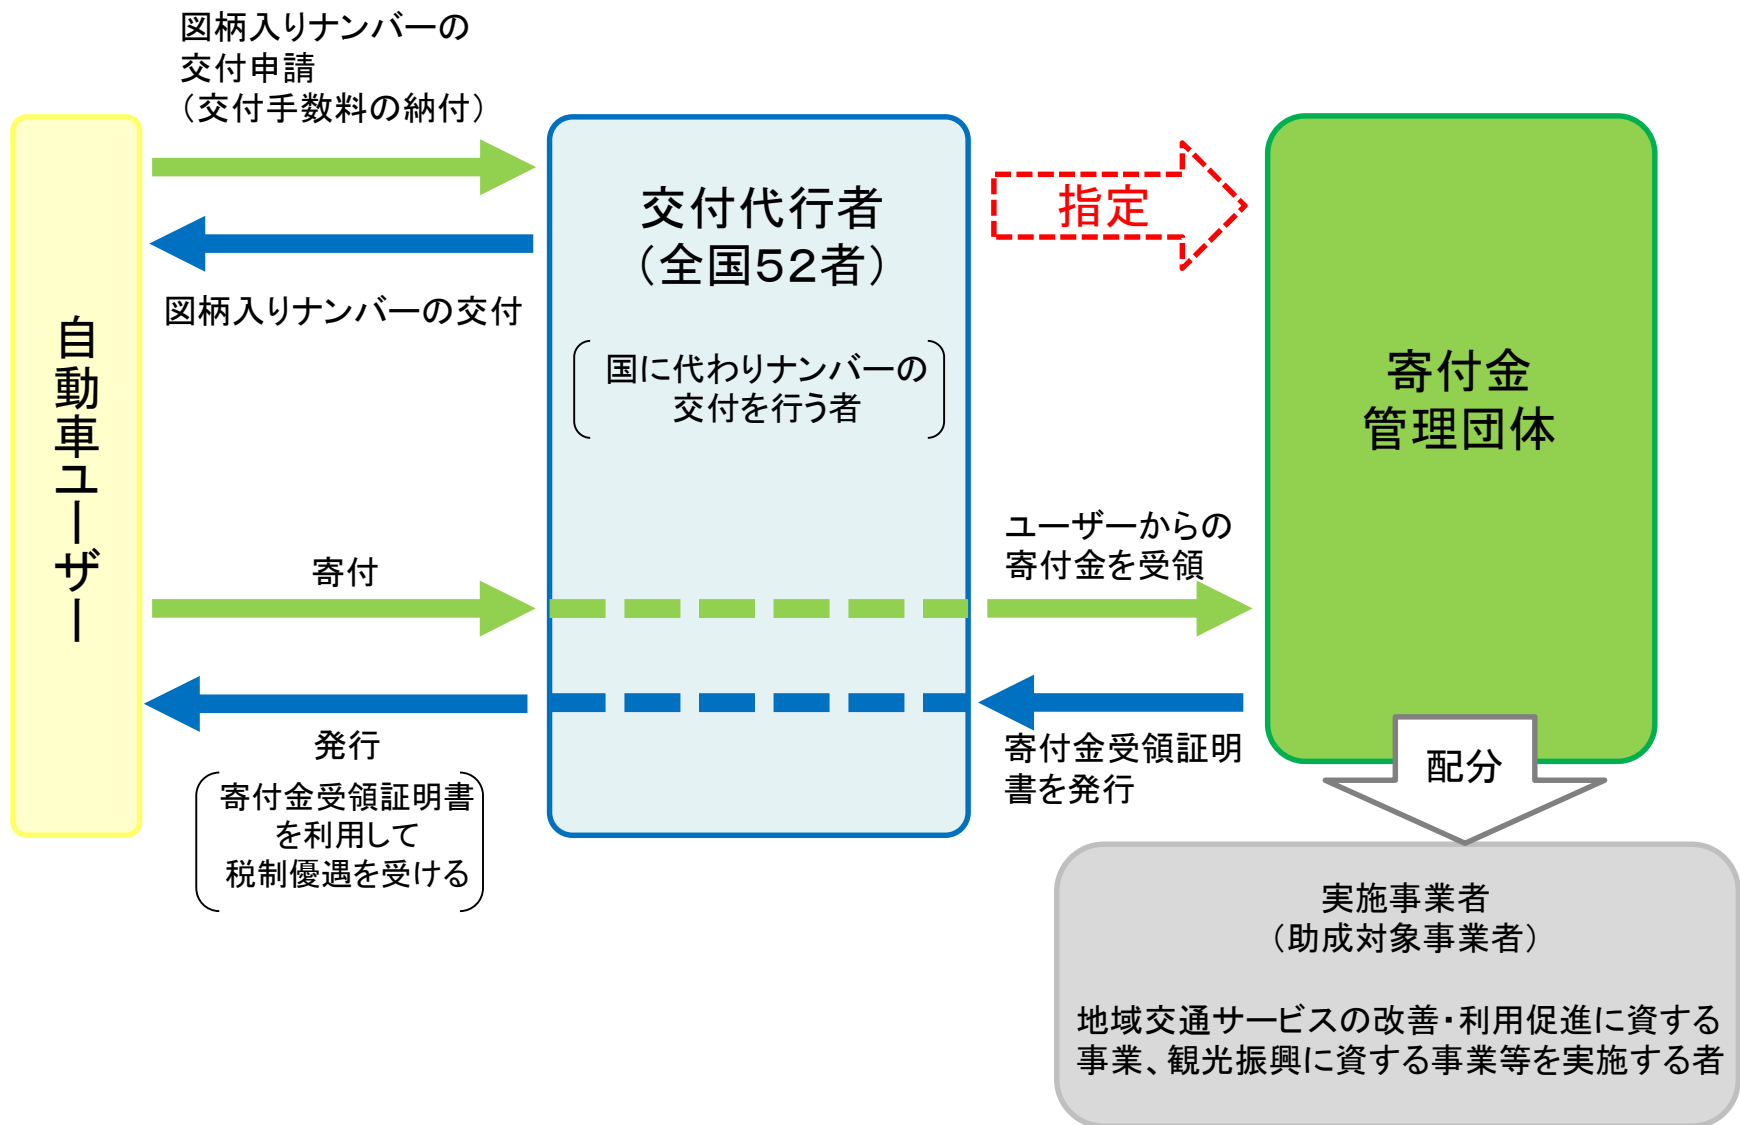 図柄入りナンバーの
交付申請
（交付手数料の納付）
図柄入りナンバーの交付
自動車ユーザー
交付代行者
（全国５２者）
国に代わりナンバーの
交付を行う者
指定
寄付金
管理団体
寄付
ユーザーからの
寄付金を受領
発行
寄付金受領証明書
を利用して
税制優遇を受ける
寄付金受領証明
書を発行
配分
実施事業者
（助成対象事業者）
地域交通サービスの改善・利用促進に資する
事業、観光振興に資する事業等を実施する者